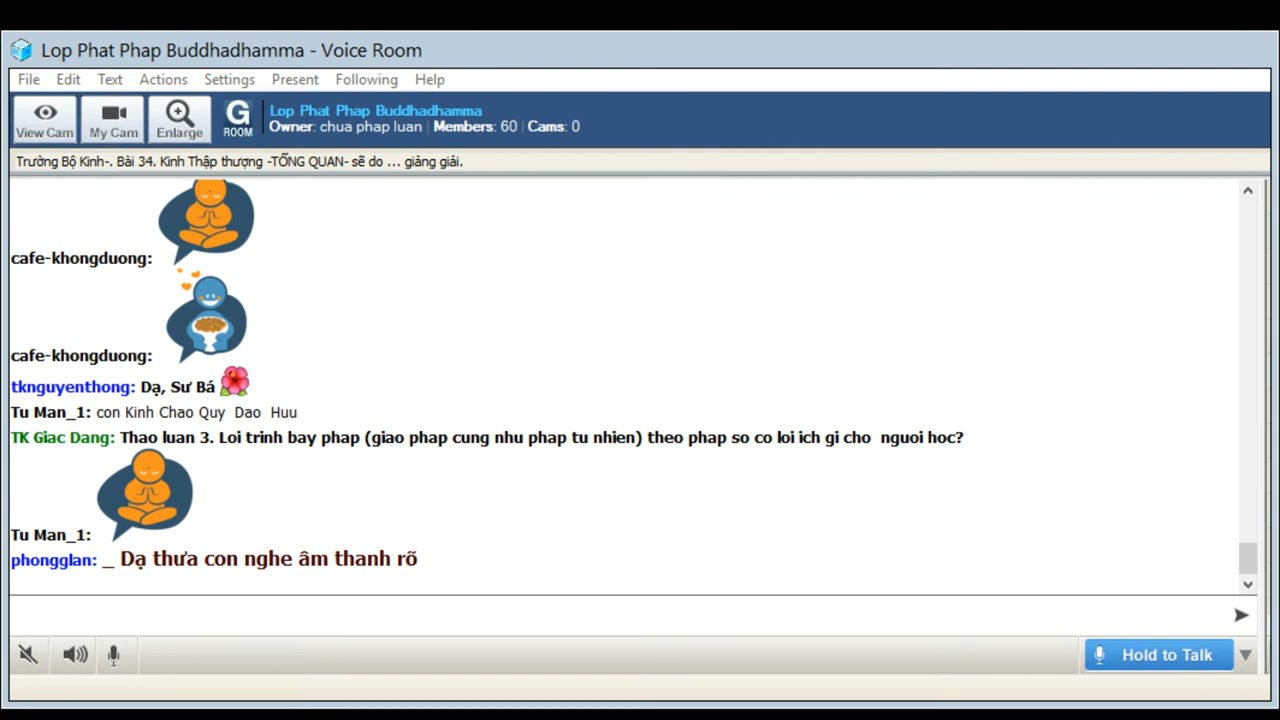 Lop Phat Phap Buddhadhamma - Voice Room
File Edit Text Actions Settings Present Following Help
View Cam My Cam Enlarge G ROOM Lop Phat Phap Buddhadhamma
Owner: chua phap luan | Members: 60 | Cams: 0
Trường Bộ Kinh-. Bài 34. Kinh Thập thượng -TỔNG QUAN- sẽ do ... giảng giải.
cafe-khongduong:
cafe-khongduong:
tknguyenthong: Dạ, Sư Bá
Tu Man_1: con Kinh Chao Quy Dao Huu
TK Giac Dang: Thao luan 3. Loi trinh bay phap (giao phap cung nhu phap tu nhien) theo phap so co loi ich gi cho nguoi hoc?
Tu Man_1:
phongglan: _ Dạ thưa con nghe âm thanh rõ
Hold to Talk